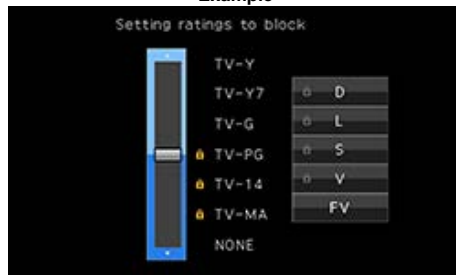 Example
Setting ratings to block
TV-Y
TV-Y7
TV-G
TV-PG
TV-14
TV-MA
NONE
D
L
S
V
FV